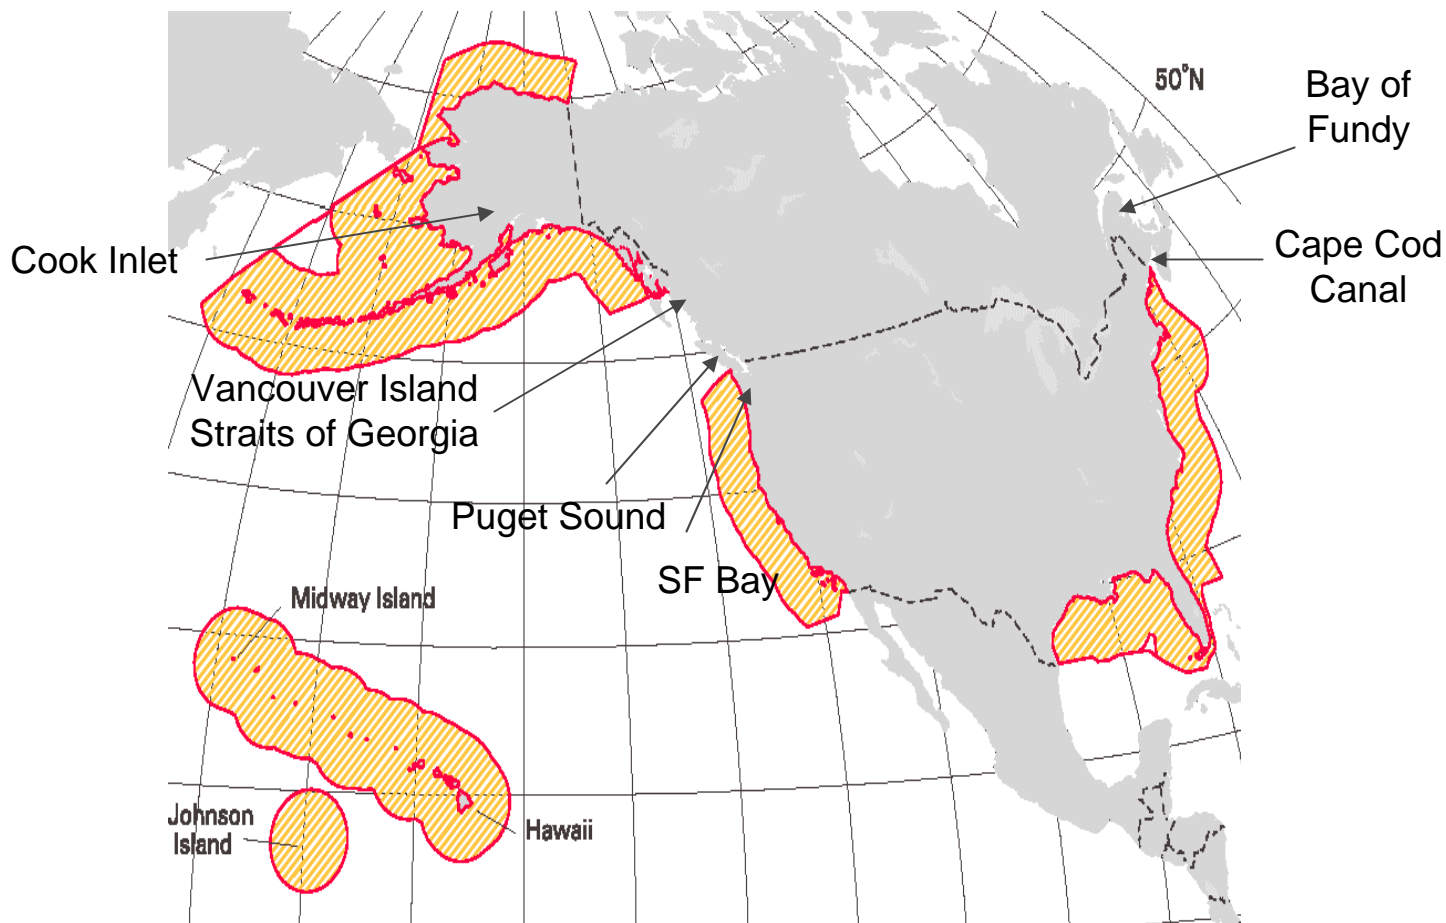 50°N
Bay of
Fundy
Cook Inlet
Cape Cod
Canal
Vancouver Island
Straits of Georgia
Puget Sound
SF Bay
Midway Island
Johnson
Island
Hawaii